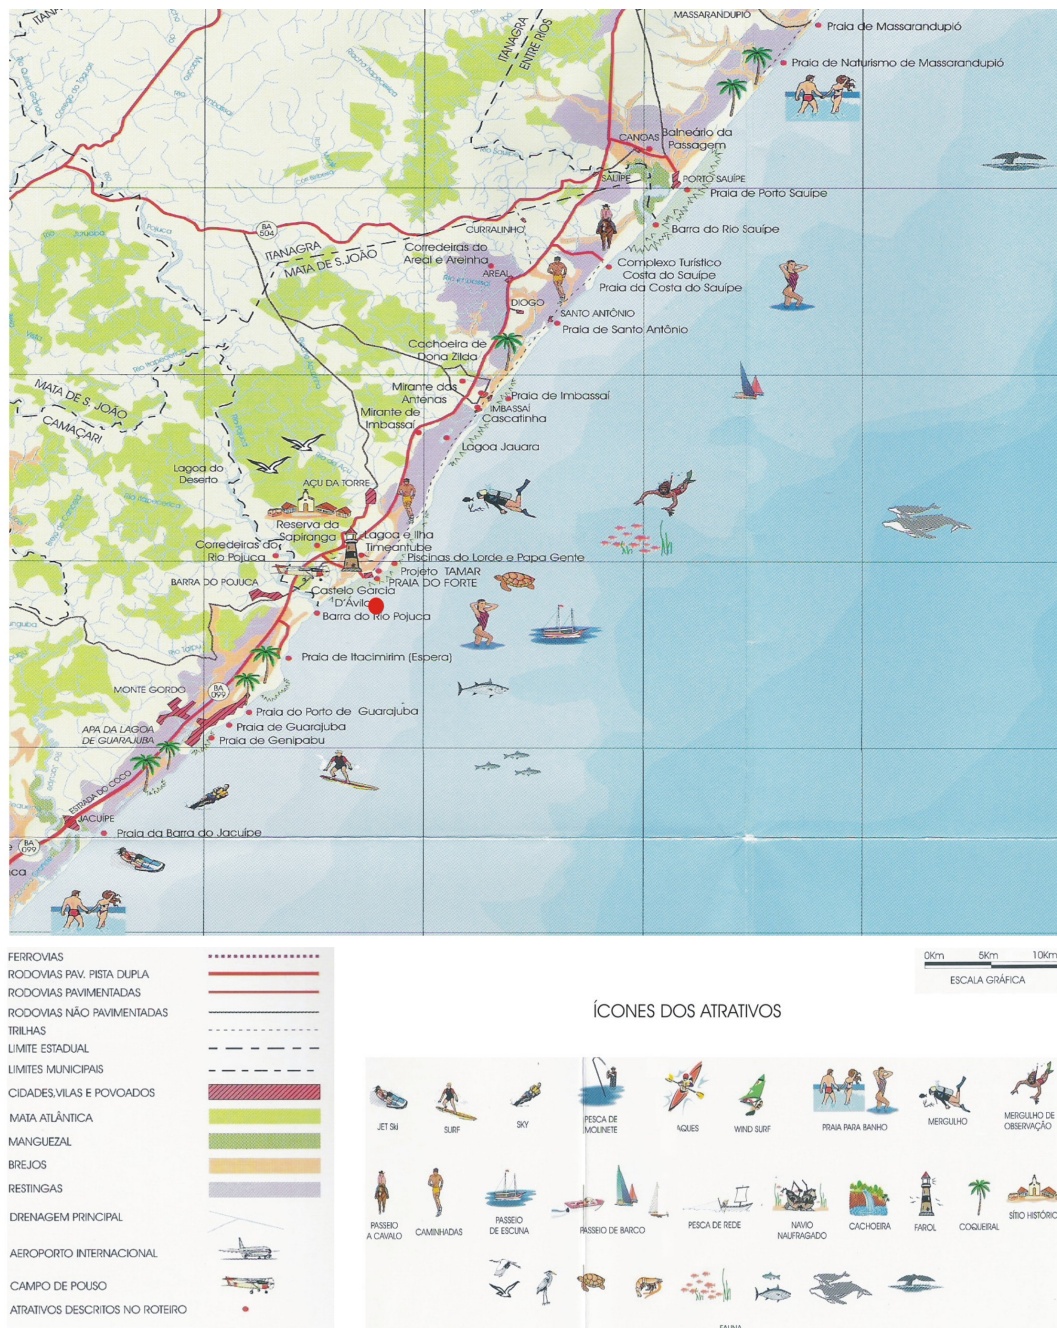 MASSARANDUPIÓ
Praia de Massarandupió
ITANAGRA
ENTRE RIOS
Praia de Naturismo de Massarandupió
CANOAS
Balneário da
Passagem
SAUÍPE
PORTO SAUÍPE
Praia de Porto Sauípe
BA
504
CURRALINHO
Barra do Rio Sauípe
ITANAGRA
MATA DE S. JOÃO
Corredeiras do
Areal e Areinha
AREAL
Complexo Turístico
Costa do Sauípe
Praia da Costa do Sauípe
DIOGO
SANTO ANTÔNIO
Praia de Santo Antônio
Cachoeira de
Dona Zilda
MATA DE S. JOÃO
CAMAÇARI
Mirante das
Antenas
Praia de Imbassaí
IMBASSAÍ
Cascatinha
Mirante de
Imbassaí
Lagoa Jauara
Lagoa do
Deserto
AÇU DA TORRE
Reserva da
Sapiranga
Lagoa e Ilha
Timeantube
Corredeiras do
Rio Pojuca
Piscinas do Lorde e Papa Gente
Projeto TAMAR
PRAIA DO FORTE
BARRA DO POJUCA
Castelo Garcia
D'Ávila
Barra do Rio Pojuca
Praia de Itacimirim (Espera)
MONTE GORDO
BA
099
Praia do Porto de Guarajuba
APA DA LAGOA
DE GUARAJUBA
Praia de Guarajuba
Praia de Genipabu
ESTRADA DO COCO
JACUÍPE
Praia da Barra do Jacuípe
BA
099
FERROVIAS
RODOVIAS PAV. PISTA DUPLA
RODOVIAS PAVIMENTADAS
RODOVIAS NÃO PAVIMENTADAS
TRILHAS
LIMITE ESTADUAL
LIMITES MUNICIPAIS
CIDADES, VILAS E POVOADOS
MATA ATLÂNTICA
MANGUEZAL
BREJOS
RESTINGAS
DRENAGEM PRINCIPAL
AEROPORTO INTERNACIONAL
CAMPO DE POUSO
ATRATIVOS DESCRITOS NO ROTEIRO
0Km 5Km 10Km
ESCALA GRÁFICA
ÍCONES DOS ATRATIVOS
JET Ski
SURF
SKY
PESCA DE
MOLINETE
AQUES
WIND SURF
PRAIA PARA BANHO
MERGULHO
MERGULHO DE
OBSERVAÇÃO
PASSEIO
A CAVALO
CAMINHADAS
PASSEIO
DE ESCUNA
PASSEIO DE BARCO
PESCA DE REDE
NAVIO
NAUFRAGADO
CACHOEIRA
FAROL
COQUEIRAL
SÍTIO HISTÓRIC
FAUNA